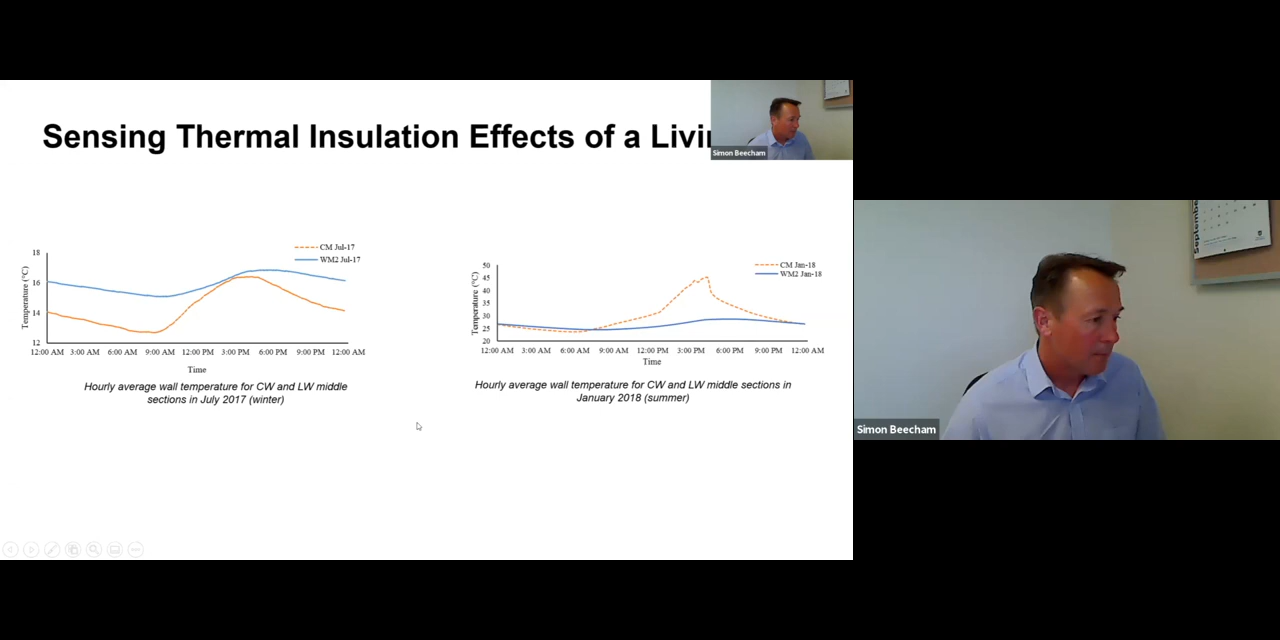 Sensing Thermal Insulation Effects of a Livi
Simon Beecham
CM Jul-17
WM2 Jul-17
18
16
14
12
Temperature (°C)
12:00 AM 3:00 AM 6:00 AM 9:00 AM 12:00 PM 3:00 PM 6:00 PM 9:00 PM 12:00 AM
Time
Hourly average wall temperature for CW and LW middle
sections in July 2017 (winter)
CM Jan-18
WM2 Jan-18
50
45
40
35
30
25
20
Temperature (°C)
12:00 AM 3:00 AM 6:00 AM 9:00 AM 12:00 PM 3:00 PM 6:00 PM 9:00 PM 12:00 AM
Time
Hourly average wall temperature for CW and LW middle sections in
January 2018 (summer)
September
Simon Beecham